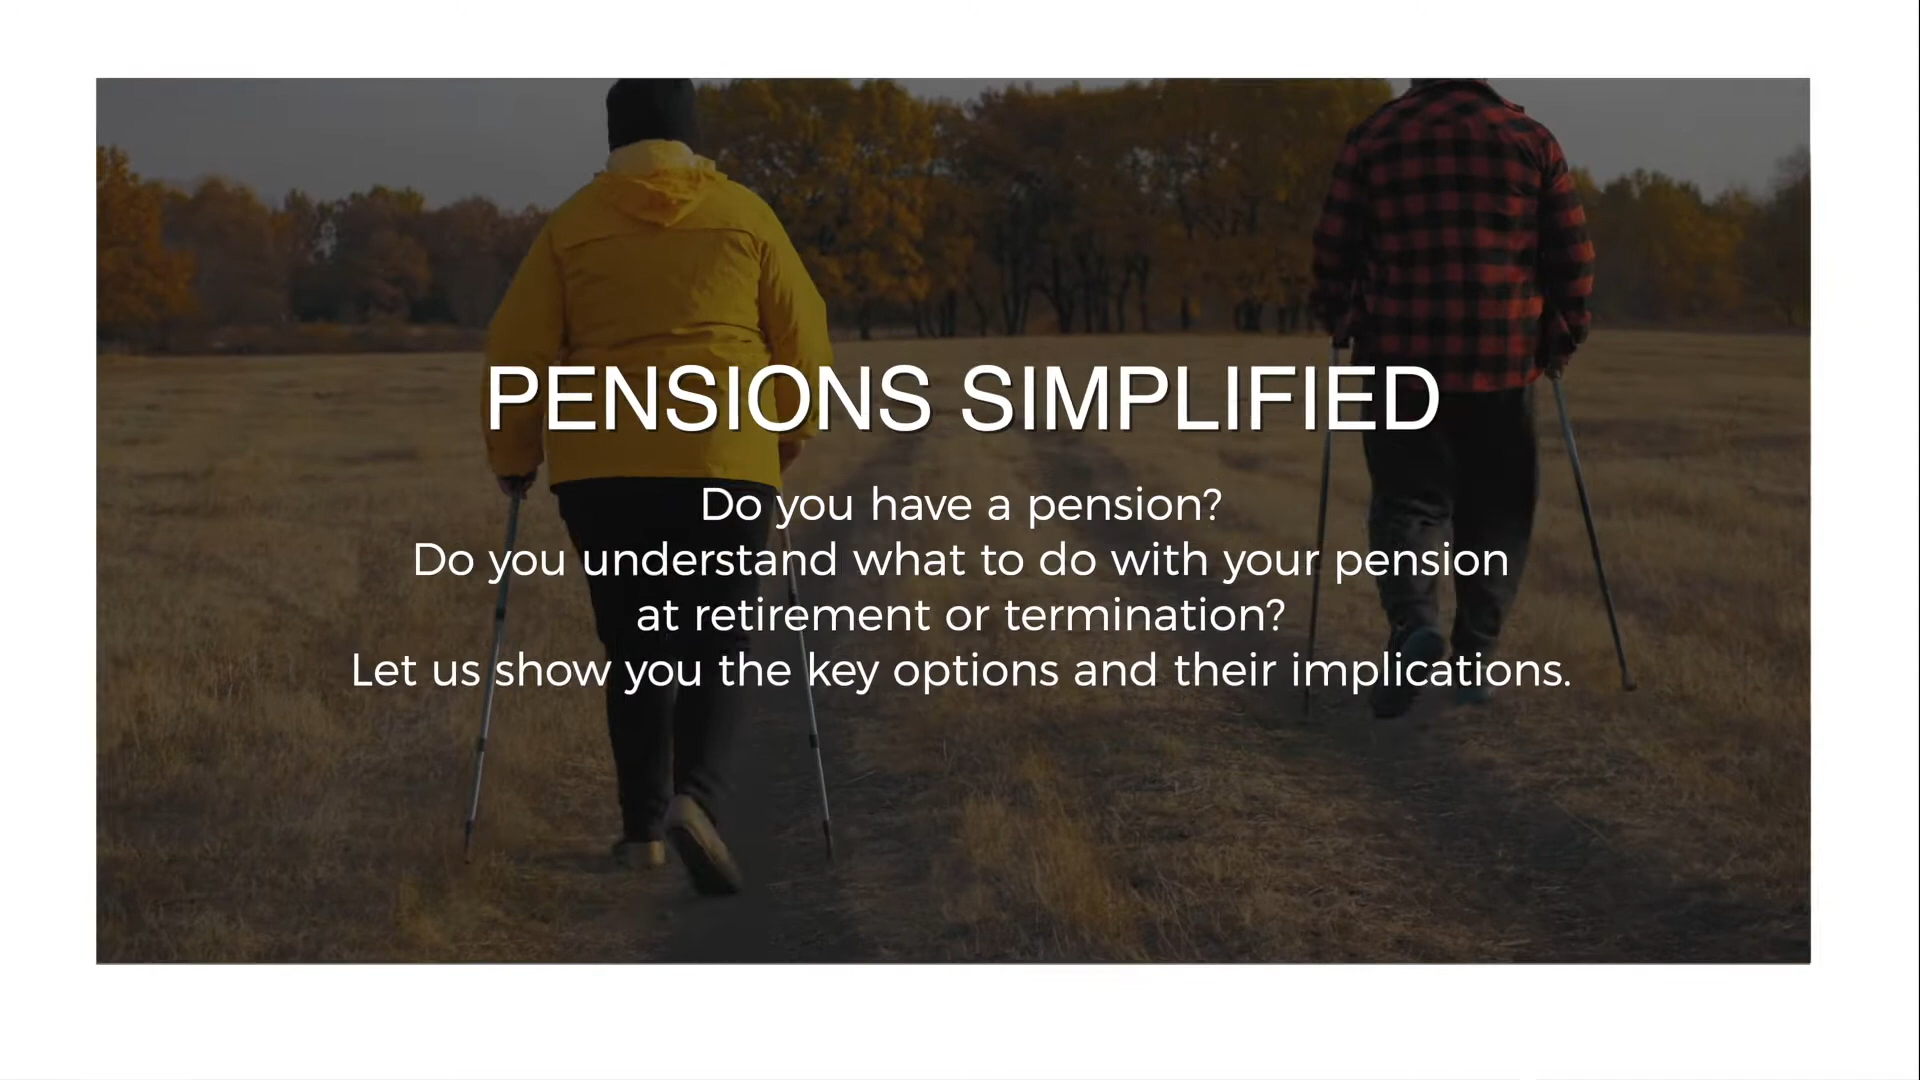 PENSIONS SIMPLIFIED
Do you have a pension?
Do you understand what to do with your pension
at retirement or termination?
Let us show you the key options and their implications.